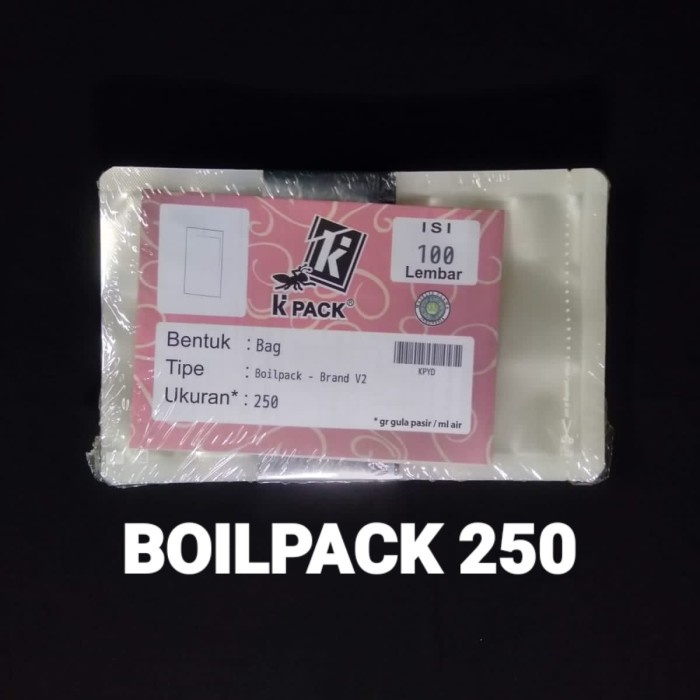 ISI
100
Lembar
K PACK®
Bentuk : Bag
Tipe : Boilpack - Brand V2
Ukuran* : 250
KPYD
* gr gula pasir / ml air
BOILPACK 250